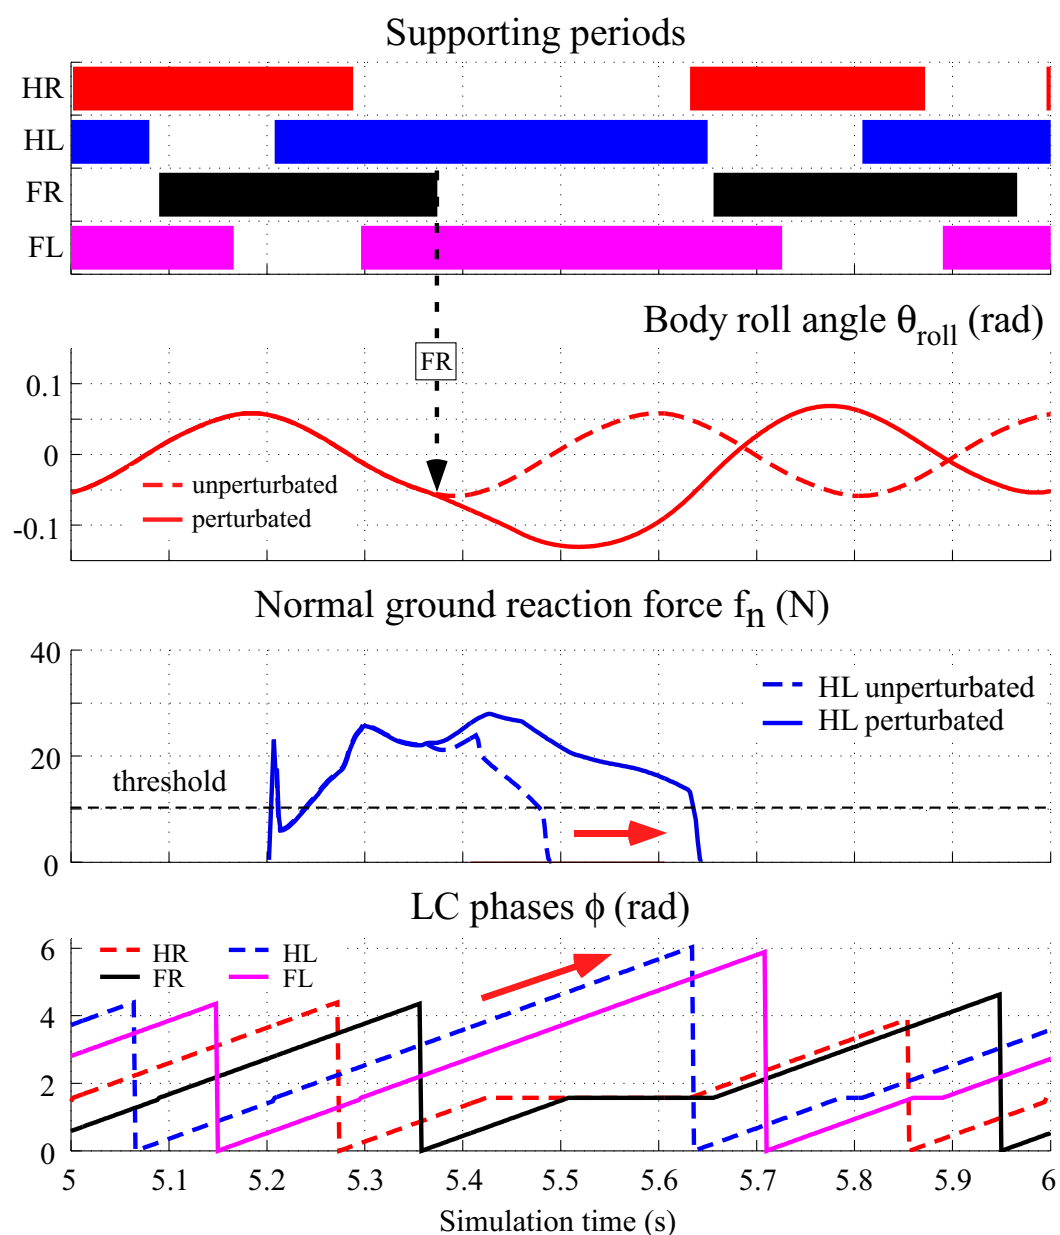 Supporting periods
HR
HL
FR
FL
Body roll angle θroll (rad)
FR
0.1
0
-0.1
unperturbated
perturbated
Normal ground reaction force fn (N)
40
20
0
threshold
HL unperturbated
HL perturbated
LC phases ϕ (rad)
6
4
2
0
HR HL
FR FL
5 5.1 5.2 5.3 5.4 5.5 5.6 5.7 5.8 5.9 6
Simulation time (s)